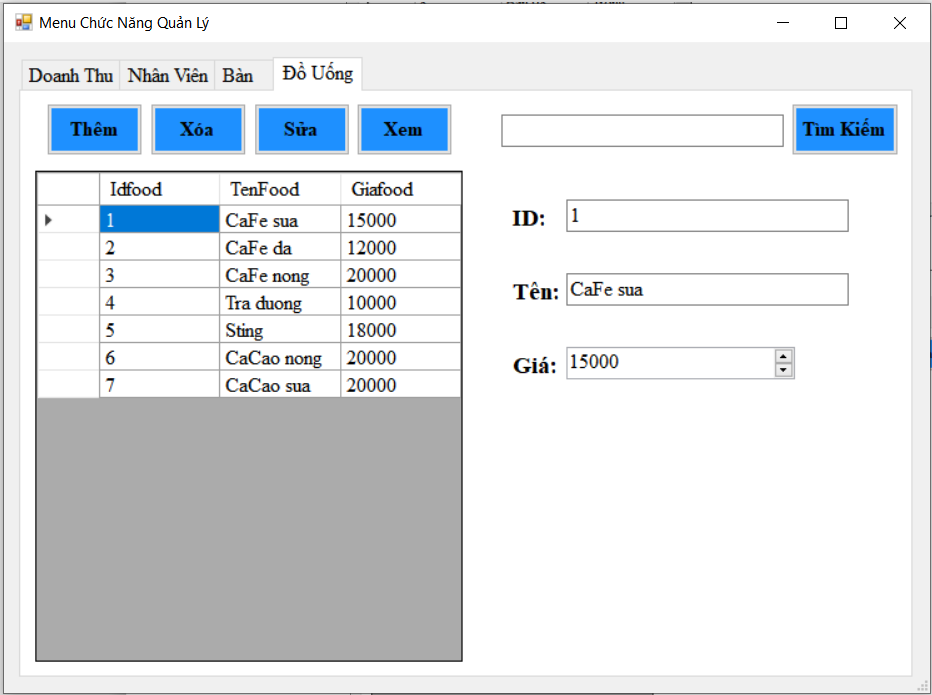 Menu Chức Năng Quản Lý
Doanh Thu Nhân Viên Bàn Đồ Uống
Thêm Xóa Sửa Xem Tìm Kiếm
Idfood TenFood Giafood
1 CaFe sua 15000
2 CaFe da 12000
3 CaFe nong 20000
4 Tra duong 10000
5 Sting 18000
6 CaCao nong 20000
7 CaCao sua 20000
ID: 1
Tên: CaFe sua
Giá: 15000